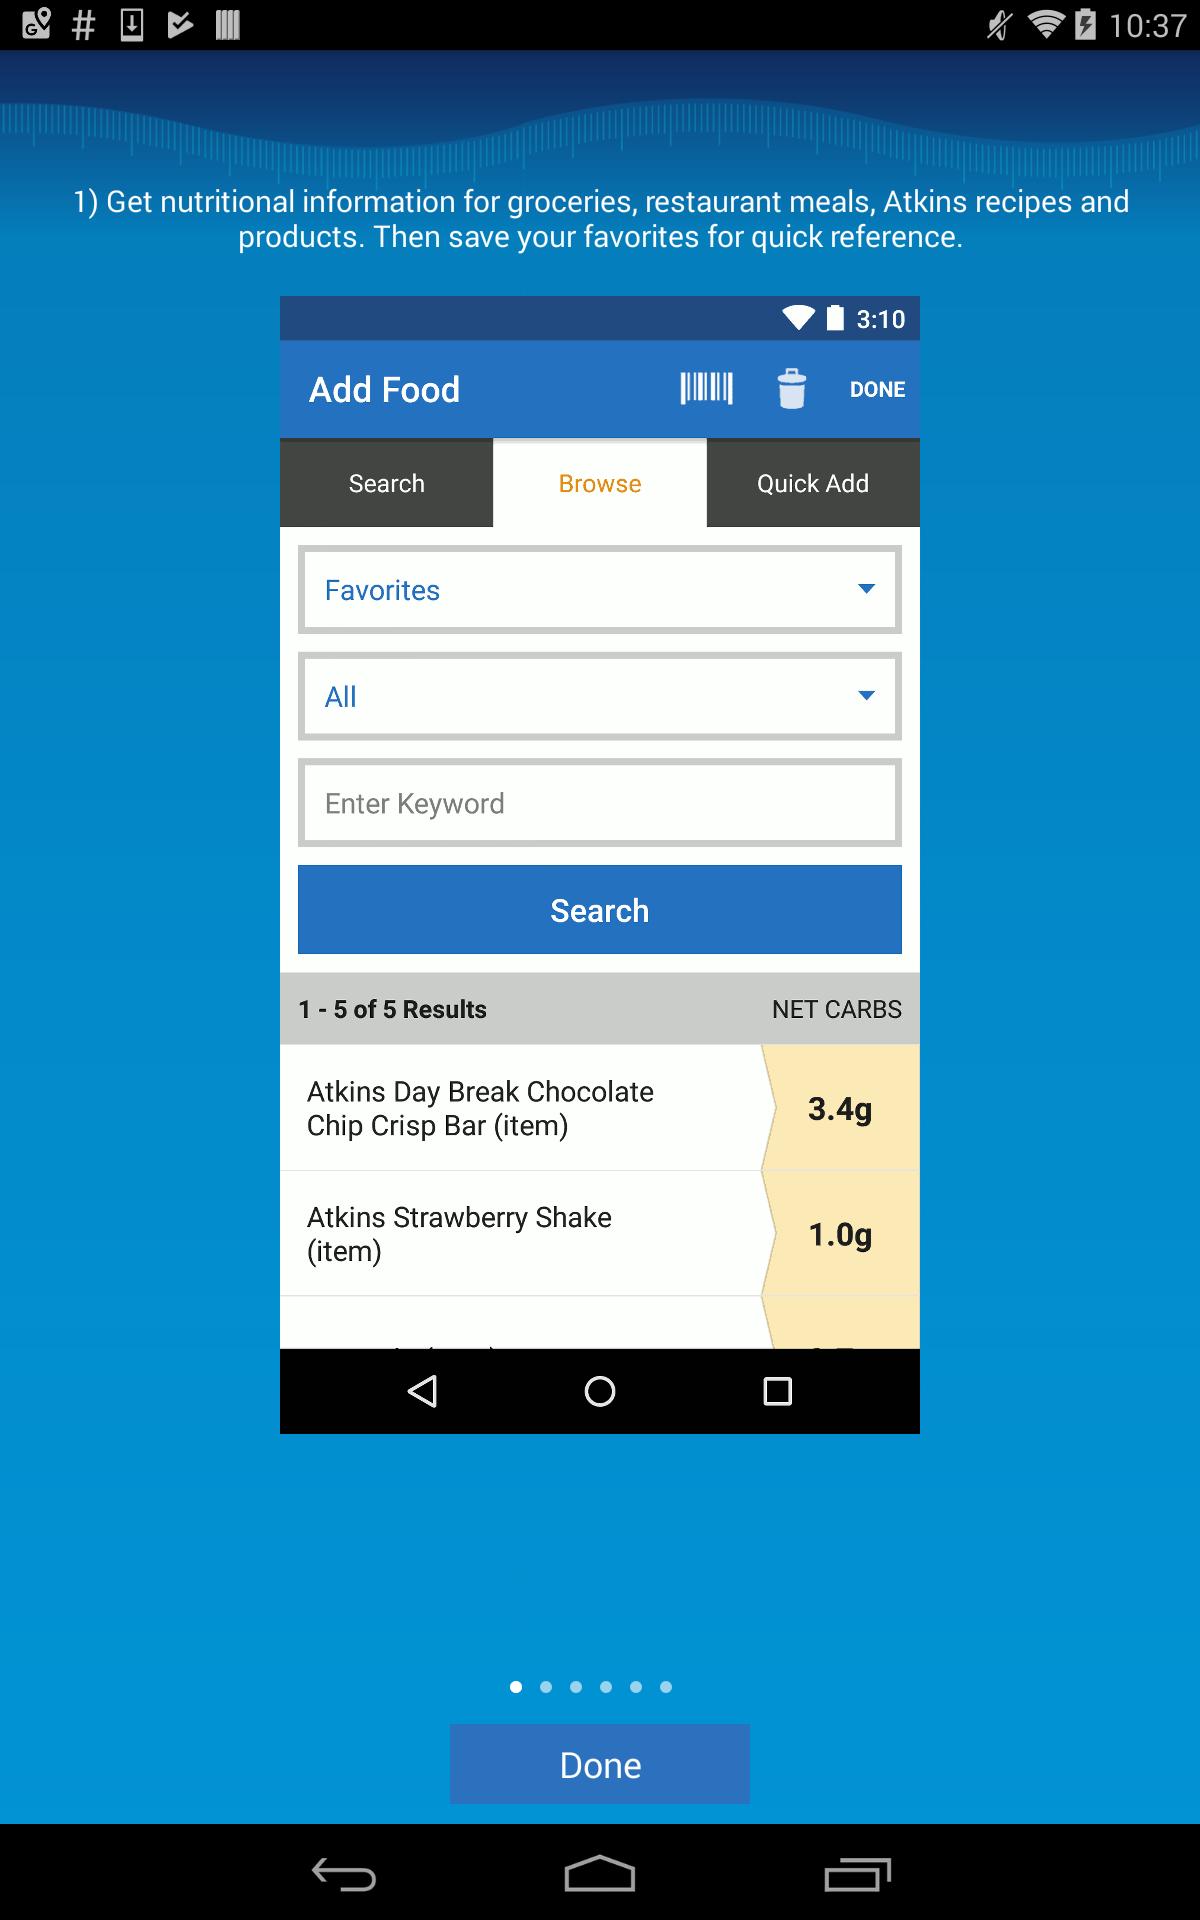 10:37
1) Get nutritional information for groceries, restaurant meals, Atkins recipes and
products. Then save your favorites for quick reference.
3:10
Add Food
DONE
Search
Browse
Quick Add
Favorites
All
Enter Keyword
Search
1 - 5 of 5 Results
NET CARBS
Atkins Day Break Chocolate
Chip Crisp Bar (item)
3.4g
Atkins Strawberry Shake
(item)
1.0g
Done